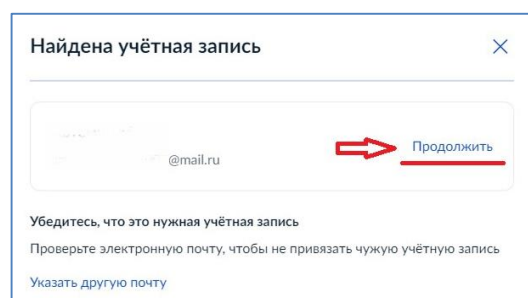 Найдена учётная запись
@mail.ru
Продолжить
Убедитесь, что это нужная учётная запись
Проверьте электронную почту, чтобы не привязать чужую учётную запись
Указать другую почту